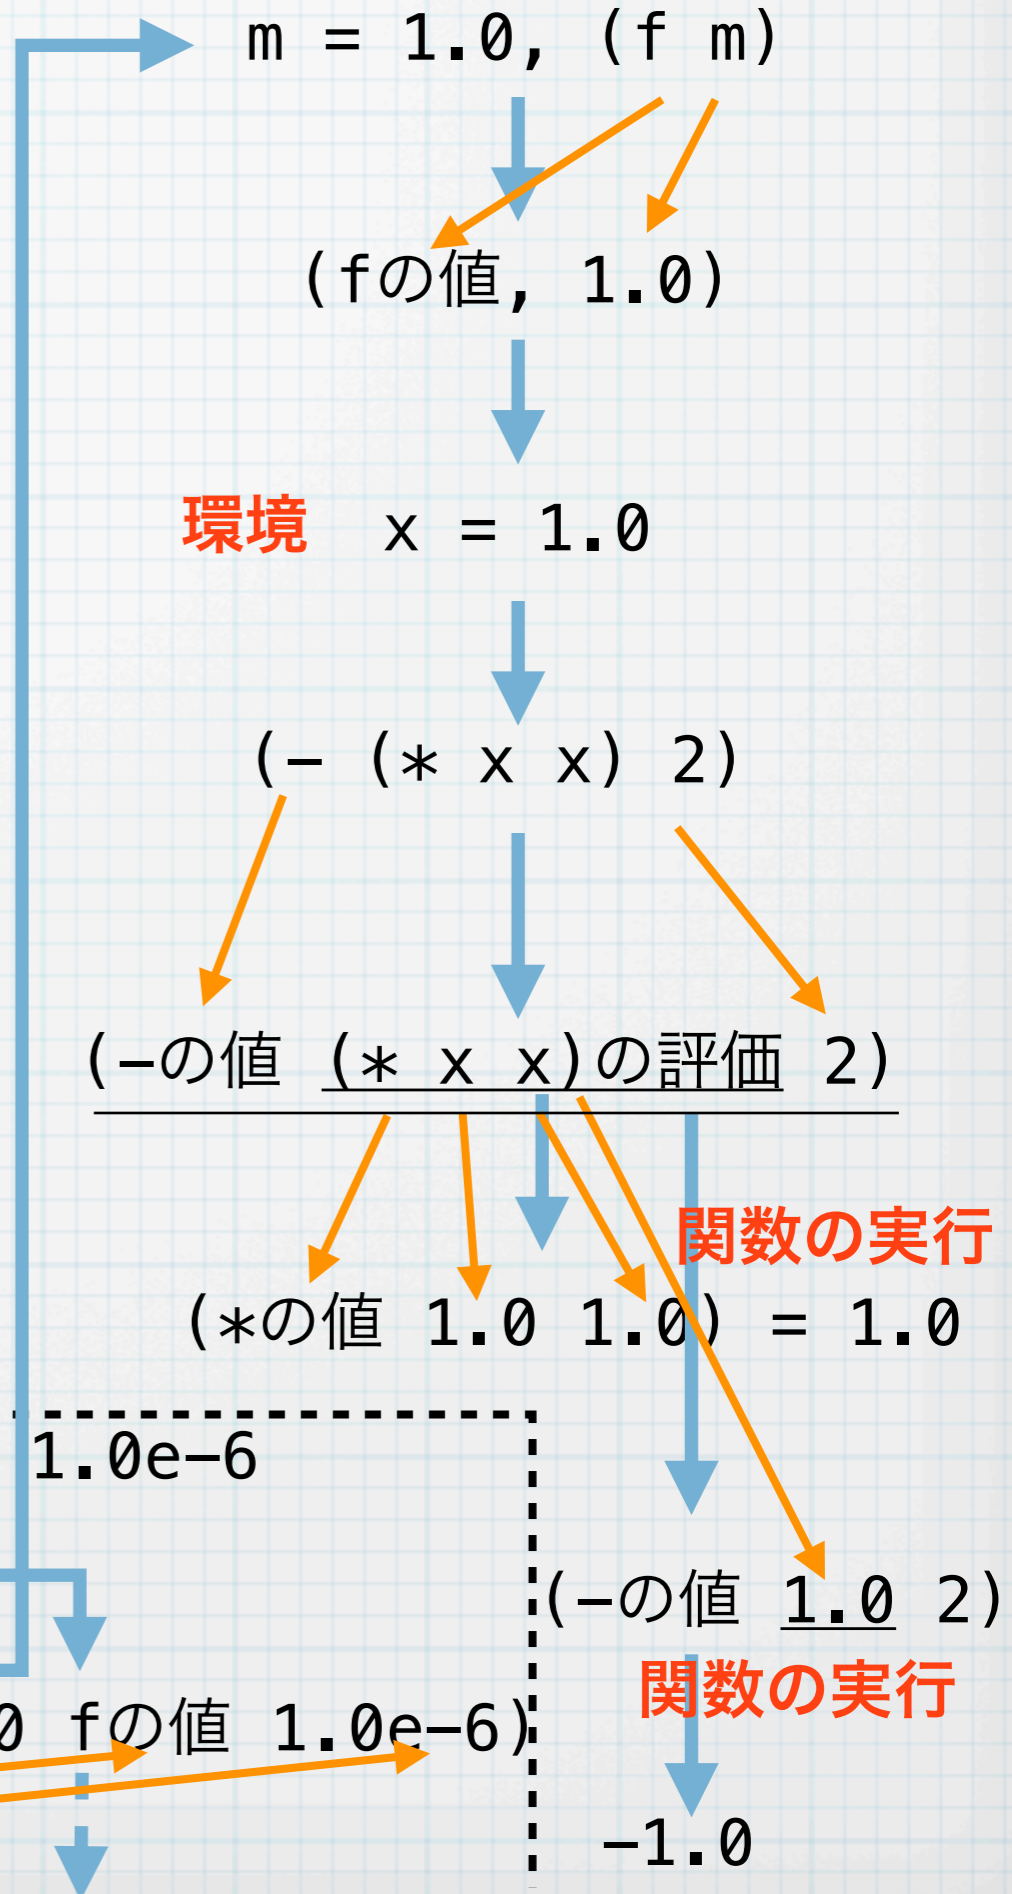 m = 1.0, (f m)
(fの値, 1.0)
環境 x = 1.0
(- (* x x) 2)
(-の値 (* x x)の評価 2)
関数の実行
(*の値 1.0 1.0) = 1.0
1.0e-6
(-の値 1.0 2)
関数の実行
0 fの値 1.0e-6)
-1.0